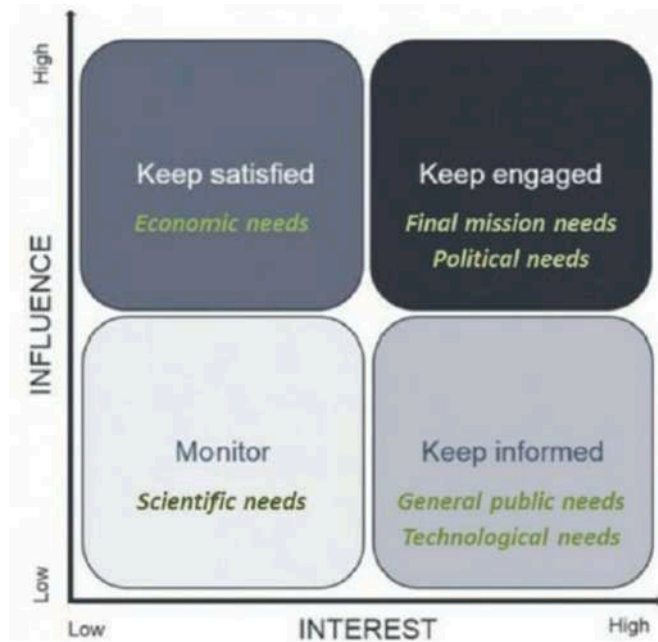 High
Keep satisfied
Economic needs
Keep engaged
Final mission needs
Political needs
INFLUENCE
Monitor
Scientific needs
Keep informed
General public needs
Technological needs
Low
Low
INTEREST
High